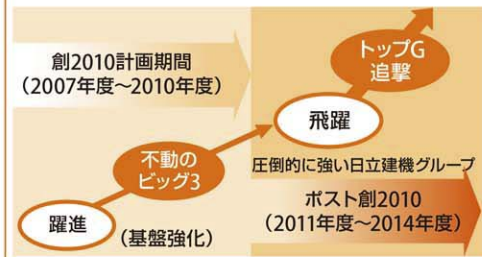 創2010計画期間
（2007年度～2010年度）
トップG
追撃
飛躍
不動の
ビッグ3
圧倒的に強い日立建機グループ
躍進
（基盤強化）
ポスト創2010
（2011年度～2014年度）